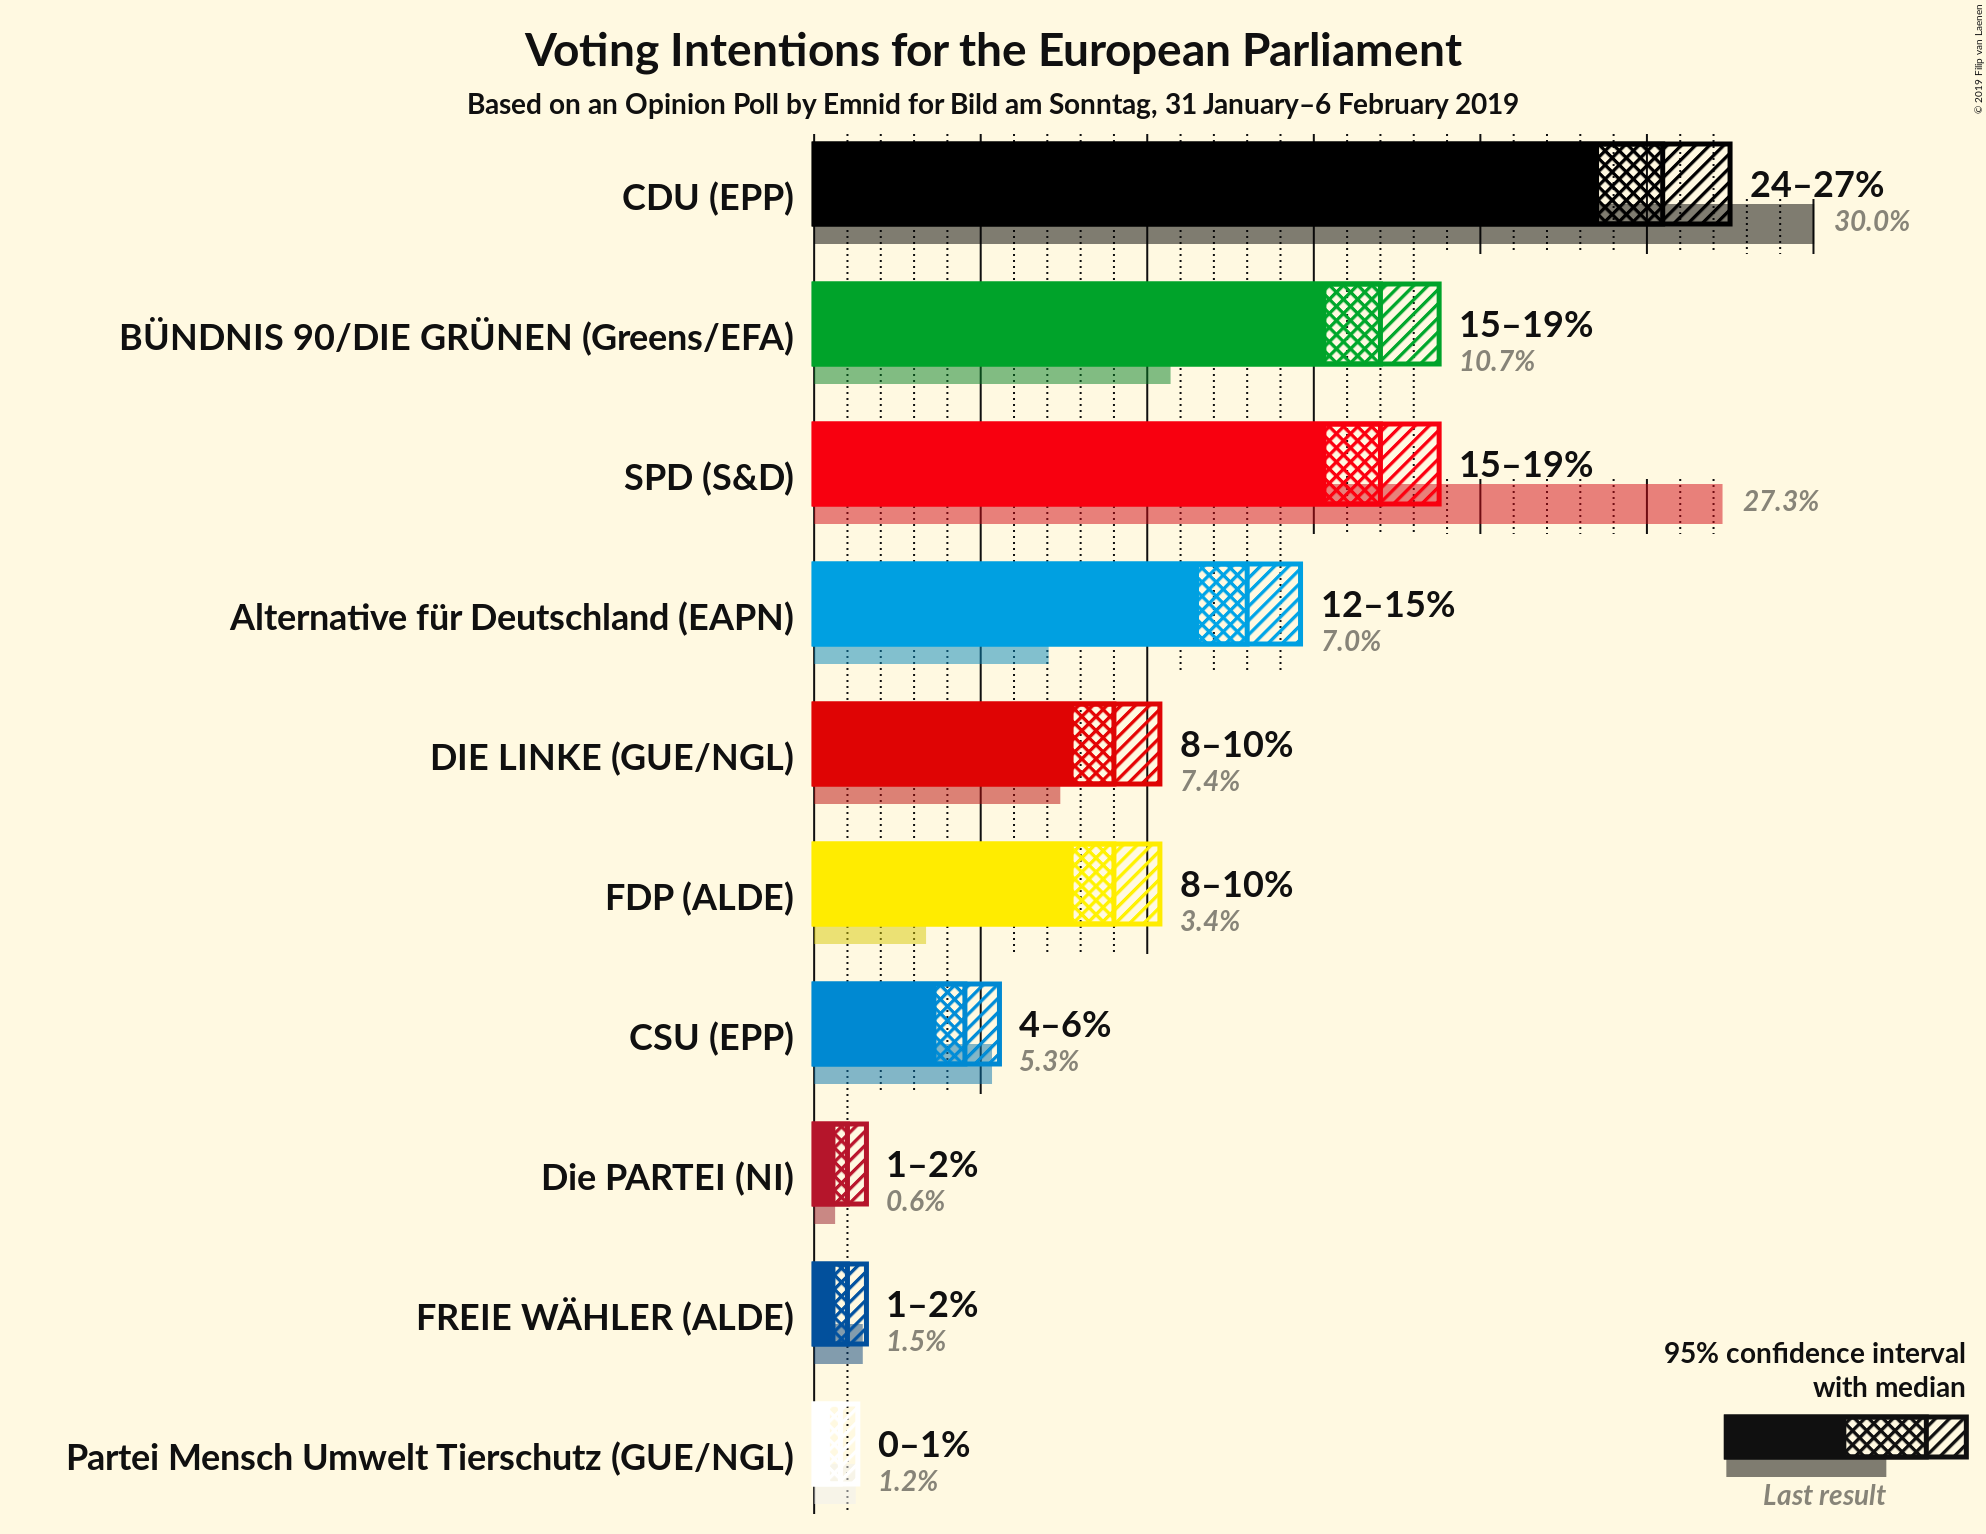 Voting Intentions for the European Parliament
Based on an Opinion Poll by Emnid for Bild am Sonntag, 31 January–6 February 2019
© 2019 Filip van Laenen
CDU (EPP)
24–27%
30.0%
BÜNDNIS 90/DIE GRÜNEN (Greens/EFA)
15–19%
10.7%
SPD (S&D)
15–19%
27.3%
Alternative für Deutschland (EAPN)
12–15%
7.0%
DIE LINKE (GUE/NGL)
8–10%
7.4%
FDP (ALDE)
8–10%
3.4%
CSU (EPP)
4–6%
5.3%
Die PARTEI (NI)
1–2%
0.6%
FREIE WÄHLER (ALDE)
1–2%
1.5%
Partei Mensch Umwelt Tierschutz (GUE/NGL)
0–1%
1.2%
95% confidence interval
with median
Last result